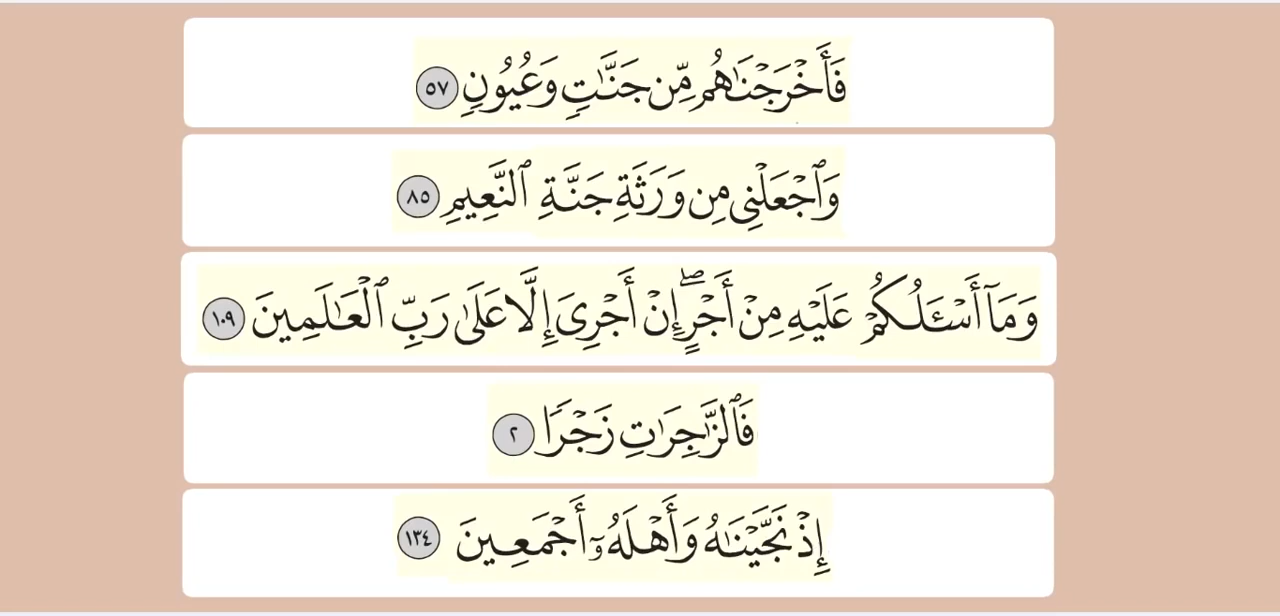 فَأَخْرَجْنَٰهُم مِّن جَنَّٰتٍ وَعُيُونٍ ٥٧
وَٱجْعَلْنِى مِن وَرَثَةِ جَنَّةِ ٱلنَّعِيمِ ٨٥
وَمَآ أَسْـَٔلُكُمْ عَلَيْهِ مِنْ أَجْرٍ ۖ إِنْ أَجْرِىَ إِلَّا عَلَىٰ رَبِّ ٱلْعَٰلَمِينَ ١٠٩
فَٱلزَّٰجِرَٰتِ زَجْرًا ٢
إِذْ نَجَّيْنَٰهُ وَأَهْلَهُۥٓ أَجْمَعِينَ ١٣٤